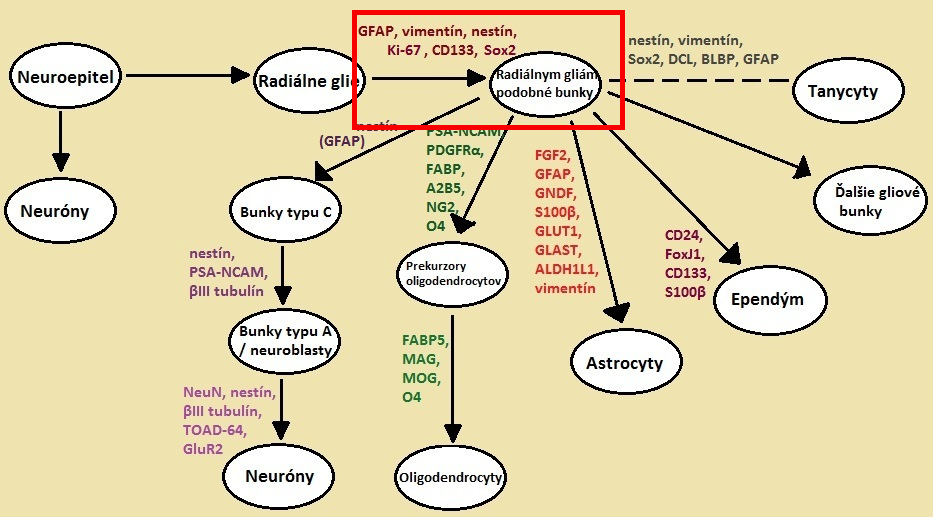 GFAP, vimentín, nestín,
Ki-67 , CD133, Sox2
nestín, vimentín,
Sox2, DCL, BLBP, GFAP
Neuroepitel
Radiálne glie
Radiálnym gliám
podobné bunky
Tanycyty
nestín
(GFAP)
PSA-NCAM
PDGFRα,
FABP,
A2B5,
NG2,
O4
FGF2,
GFAP,
GNDF,
S100β,
GLUT1,
GLAST,
ALDH1L1,
vimentín
Neuróny
Bunky typu C
Ďalšie gliové
bunky
CD24,
FoxJ1,
CD133,
S100β
nestín,
PSA-NCAM,
βIII tubulín
Prekurzory
oligodendrocytov
Ependým
Bunky typu A
/ neuroblasty
FABP5,
MAG,
MOG,
O4
Astrocyty
NeuN, nestín,
βIII tubulín,
TOAD-64,
GluR2
Neuróny
Oligodendrocyty